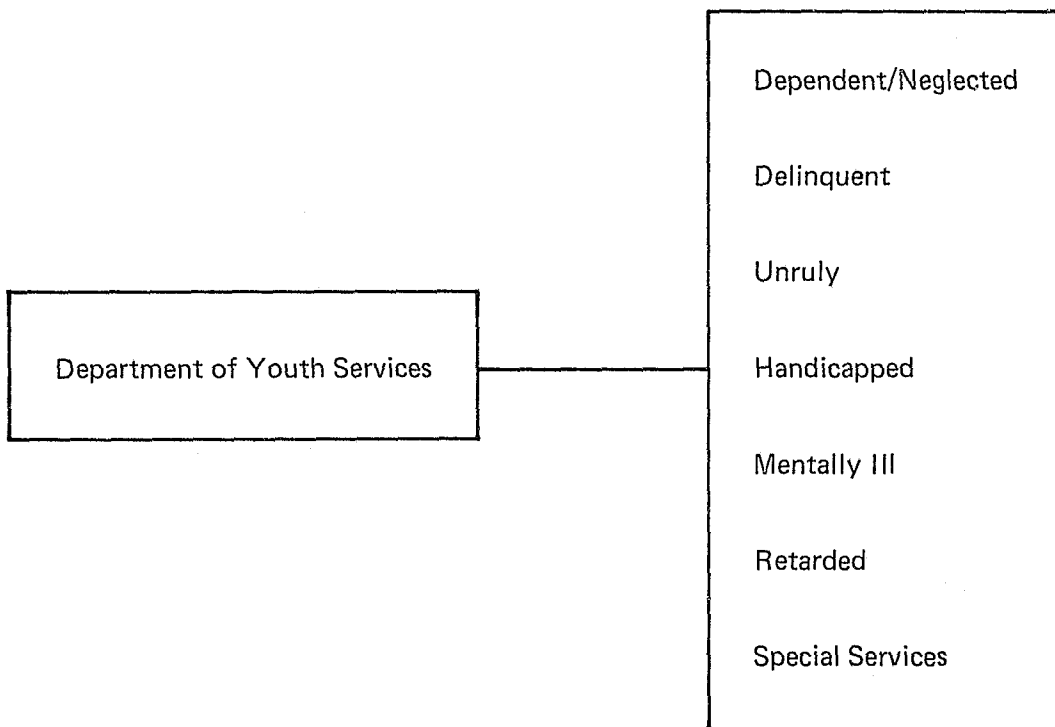 Dependent/Neglected
Delinquent
Unruly
Department of Youth Services
Handicapped
Mentally Ill
Retarded
Special Services